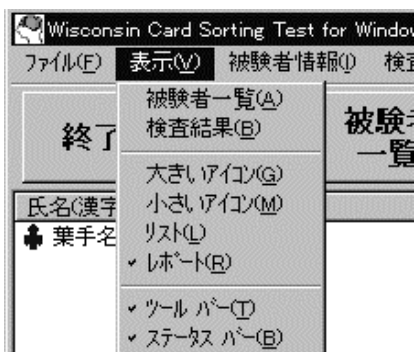 Wisconsin Card Sorting Test for Window
ファイル(F) 表示(V) 被験者情報(I) 検査
被験者一覧(A)
検査結果(B)
終了
被験者
一覧
大きいアイコン(G)
小さいアイコン(M)
氏名(漢字
リスト(L)
葉手名
レポート(R)
ツール バー(T)
ステータス バー(B)